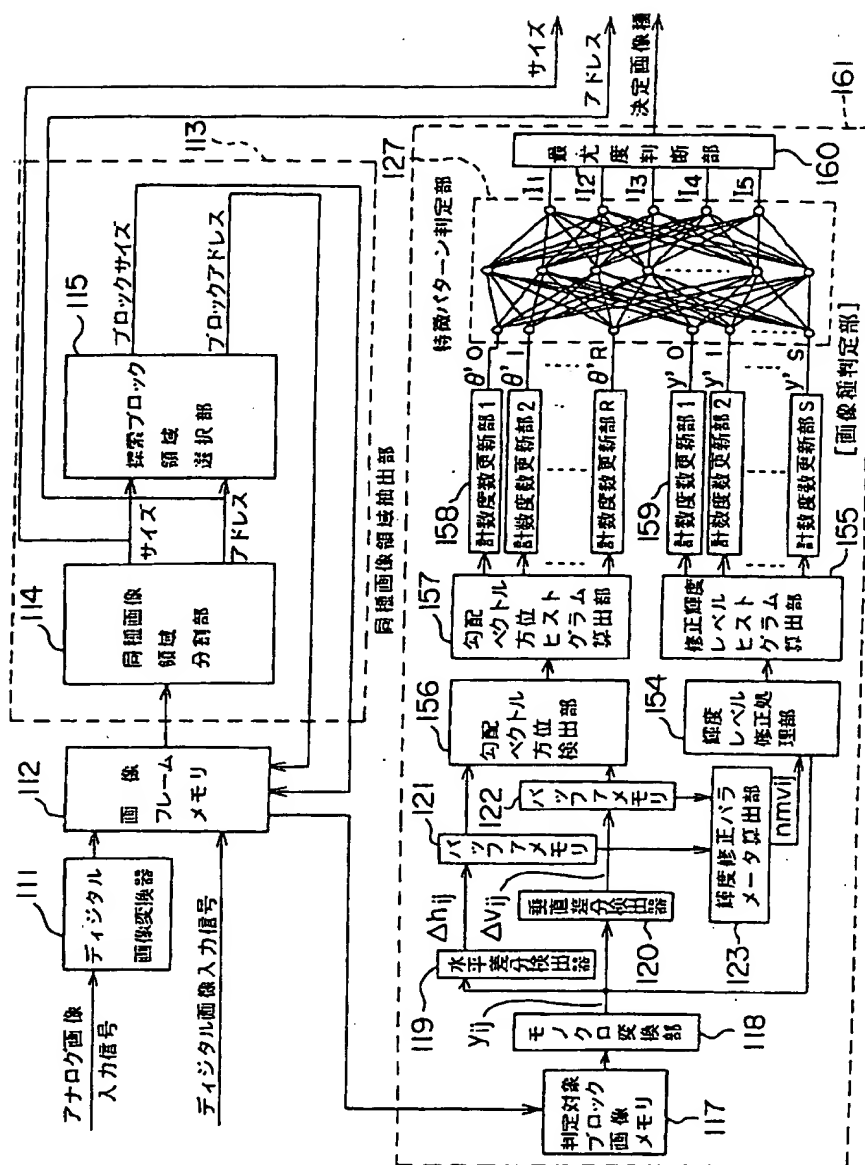 アナログ画像
入力信号
ディジタル画像入力信号
111
ディジタル
画像変換器
112
画像
フレーム
メモリ
114
同種画像
領域
分割部
サイズ
アドレス
115
探索ブロック
領域
選択部
ブロックサイズ
ブロックアドレス
113
同種画像領域抽出部
サイズ
アドレス
決定画像種
117
判定対象
ブロック
画像
メモリ
118
モノクロ変換部
yij
119
水平差分検出器
120
垂直差分検出器
Δhij
Δvij
121
バッファメモリ
122
バッファメモリ
123
輝度修正パラ
メータ算出部
nmvij
156
勾配
ベクトル
方位
検出部
154
輝度
レベル
修正処
理部
157
勾配
ベクトル
方位
ヒスト
グラム
算出部
155
修正輝度
レベル
ヒスト
グラム
算出部
158
計数度数更新部1
計数度数更新部2
計数度数更新部R
159
計数度数更新部1
計数度数更新部2
計数度数更新部S
θ'0
θ'1
θ'R
y'0
y'1
y'S
特徴パターン判定部
127
I1
I2
I3
I4
I5
最尤度判断部
160
161
[画像種判定部]